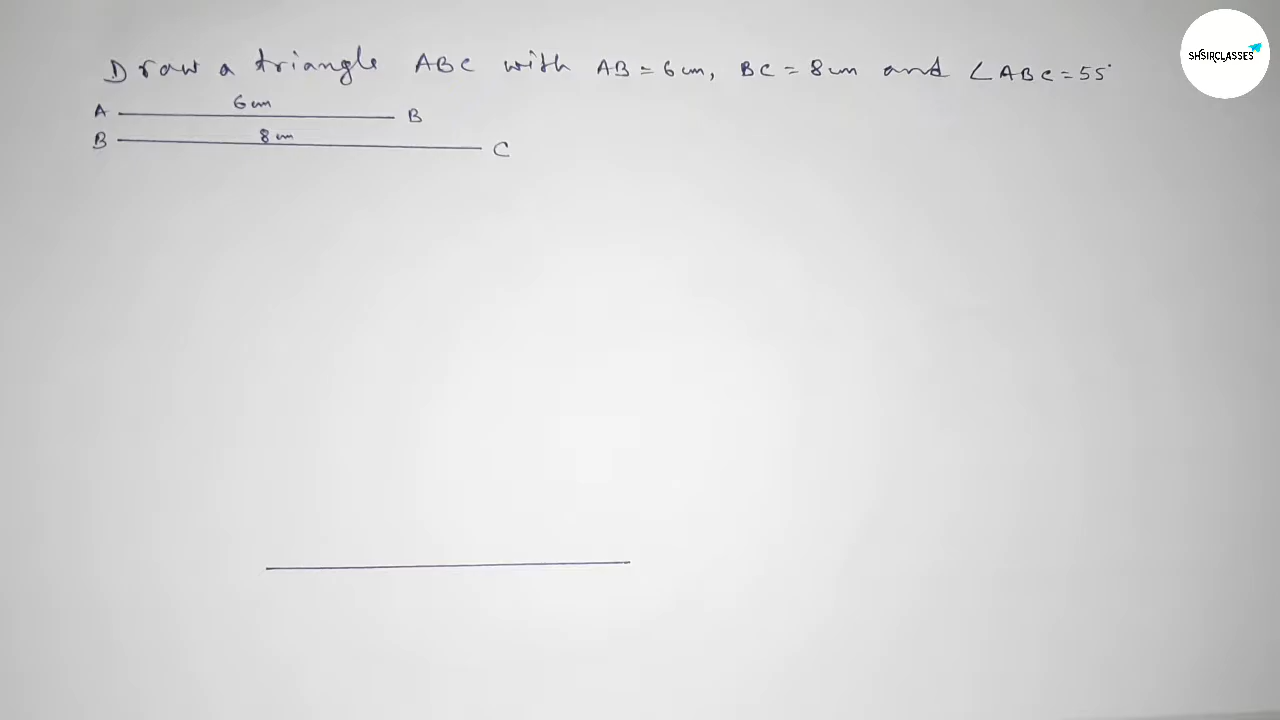 Draw a triangle ABC with AB = 6 cm, BC = 8 cm and ∠ABC = 55°
SHSIRCLASSES
A 6 cm B
B 8 cm C